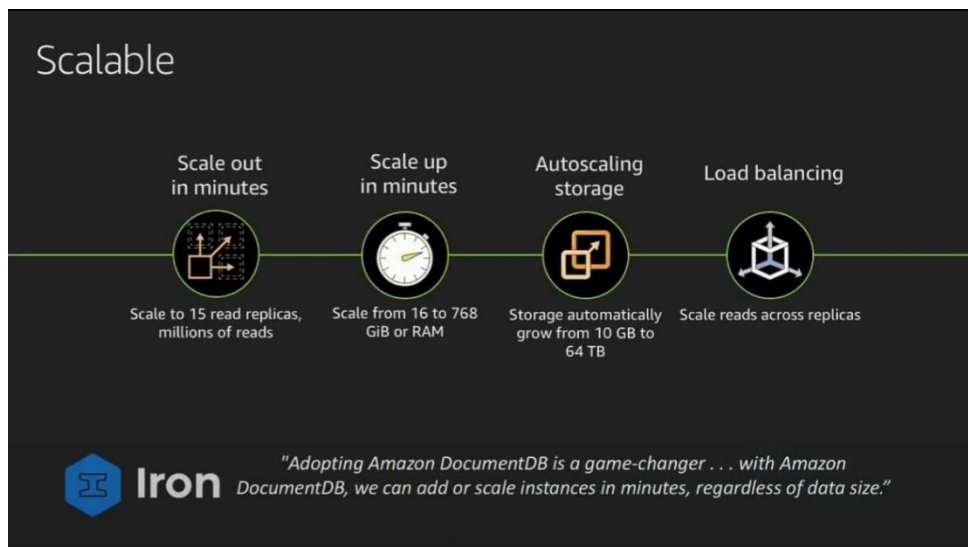 Scalable
Scale out
in minutes
Scale to 15 read replicas,
millions of reads
Scale up
in minutes
Scale from 16 to 768
GiB or RAM
Autoscaling
storage
Storage automatically
grow from 10 GB to
64 TB
Load balancing
Scale reads across replicas
Iron
"Adopting Amazon DocumentDB is a game-changer . . . with Amazon
DocumentDB, we can add or scale instances in minutes, regardless of data size."